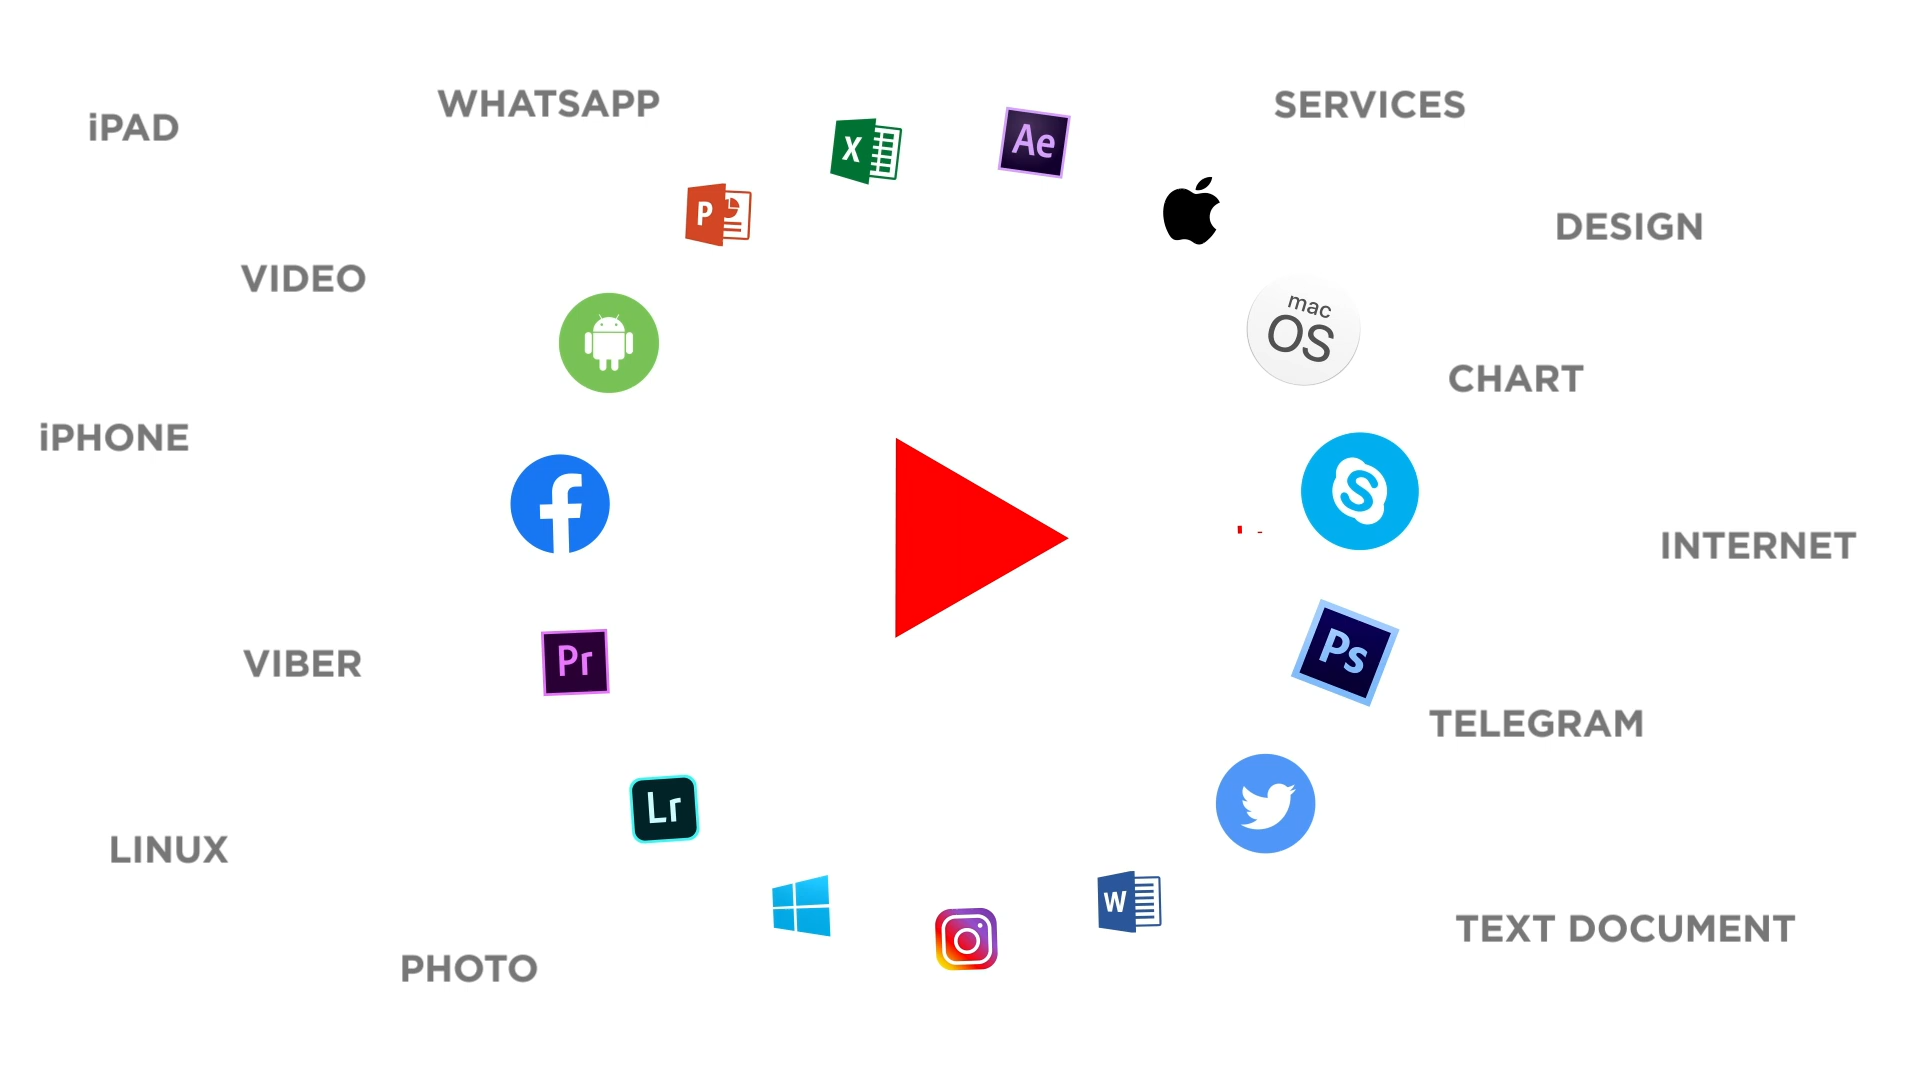 WHATSAPP
SERVICES
iPAD
X
Ae
P
DESIGN
VIDEO
mac
OS
CHART
iPHONE
f
S
INTERNET
Pr
Ps
VIBER
TELEGRAM
Lr
LINUX
W
TEXT DOCUMENT
PHOTO